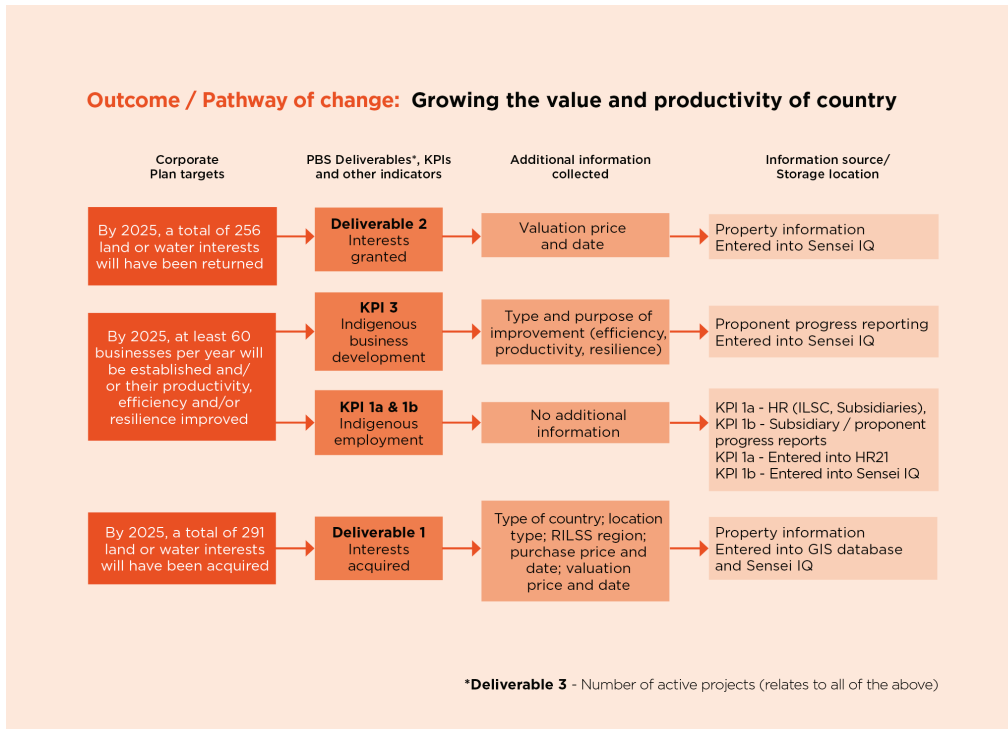 Outcome / Pathway of change: Growing the value and productivity of country
Corporate
Plan targets
PBS Deliverables*, KPIs
and other indicators
Additional information
collected
Information source/
Storage location
By 2025, a total of 256
land or water interests
will have been returned
Deliverable 2
Interests
granted
Valuation price
and date
Property information
Entered into Sensei IQ
By 2025, at least 60
businesses per year will
be established and/
or their productivity,
efficiency and/or
resilience improved
KPI 3
Indigenous
business
development
Type and purpose of
improvement (efficiency,
productivity, resilience)
Proponent progress reporting
Entered into Sensei IQ
KPI 1a & 1b
Indigenous
employment
No additional
information
KPI 1a - HR (ILSC, Subsidiaries),
KPI 1b - Subsidiary / proponent
progress reports
KPI 1a - Entered into HR21
KPI 1b - Entered into Sensei IQ
By 2025, a total of 291
land or water interests
will have been acquired
Deliverable 1
Interests
acquired
Type of country; location
type; RILSS region;
purchase price and
date; valuation
price and date
Property information
Entered into GIS database
and Sensei IQ
*Deliverable 3 - Number of active projects (relates to all of the above)